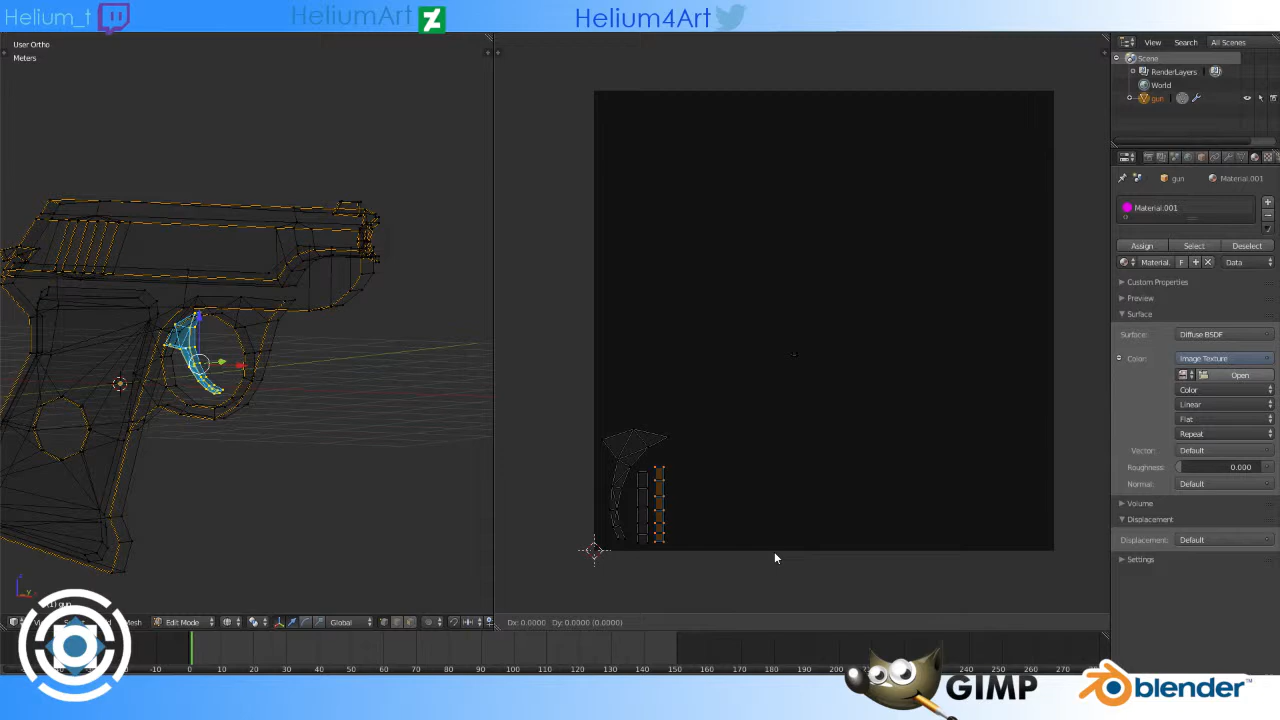 Helium_t
HeliumArt
Helium4Art
User Ortho
Meters
View Search All Scenes
Scene
RenderLayers
World
gun
gun Material.001
Material.001
Assign Select Deselect
Material. F Data
Custom Properties
Preview
Surface
Surface: Diffuse BSDF
Color: Image Texture
Open
Color
Linear
Flat
Repeat
Vector: Default
Roughness: 0.000
Normal: Default
Volume
Displacement
Displacement: Default
Settings
Mesh Edit Mode Global
Dx: 0.0000 Dy: 0.0000 (0.0000)
-10 0 10 20 30 40 50 60 70 80 90 100 110 120 130 140 150 160 170 180 190 200 210 220 230 240 250 260 270
GIMP
blender